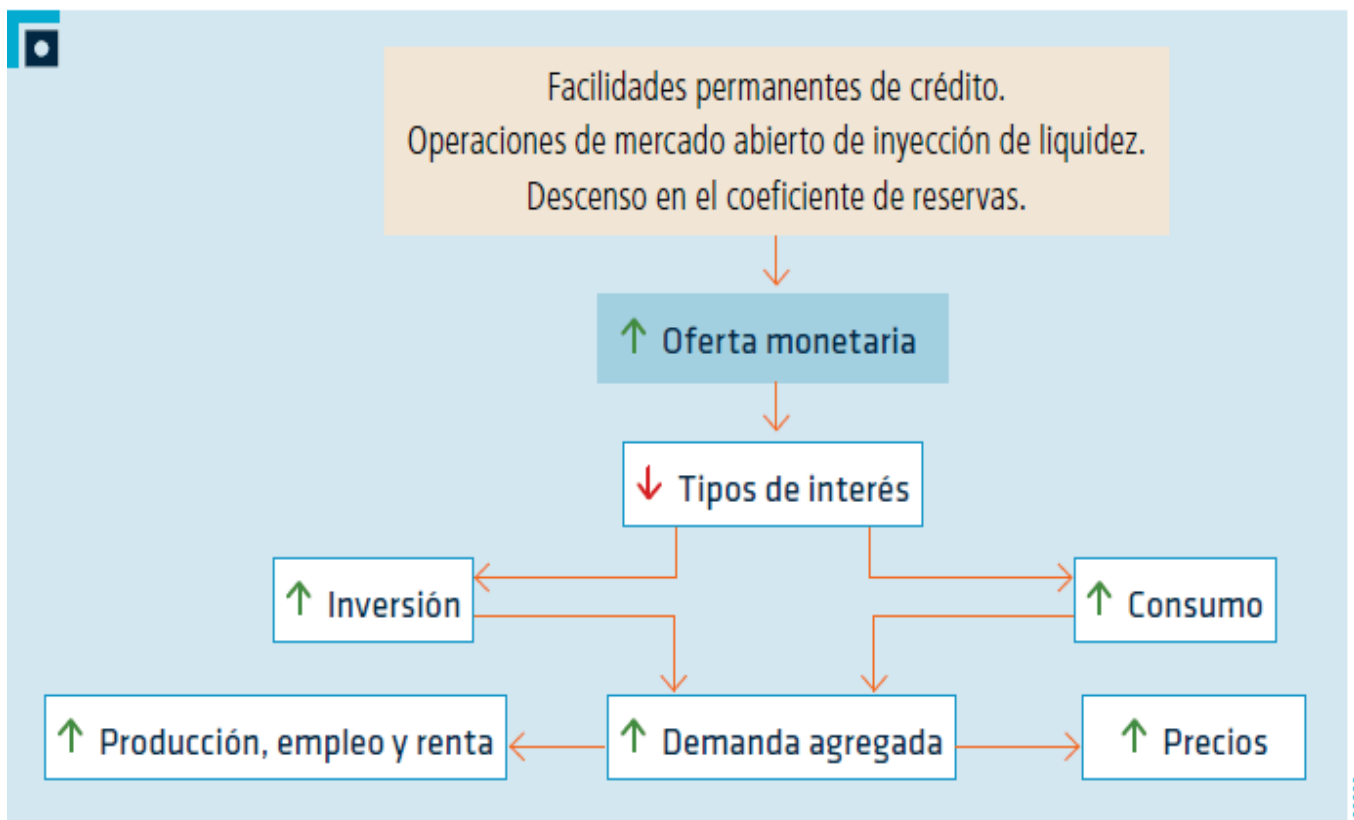 Facilidades permanentes de crédito.
Operaciones de mercado abierto de inyección de liquidez.
Descenso en el coeficiente de reservas.
↑ Oferta monetaria
↓ Tipos de interés
↑ Inversión
↑ Consumo
↑ Producción, empleo y renta
↑ Demanda agregada
↑ Precios